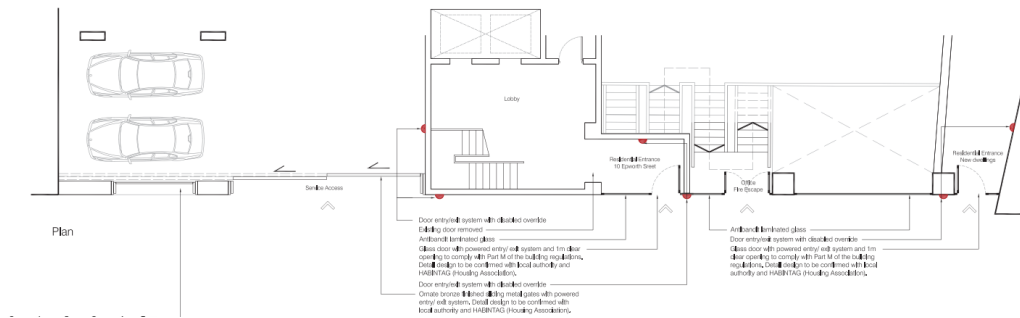 Lobby
Residential Entrance
10 Epworth Street
Office
Fire Escape
Residential Entrance
New dwellings
Service Access
Plan
Door entry/exit system with disabled override
Existing door removed
Antibandit laminated glass
Glass door with powered entry/ exit system and 1m clear
opening to comply with Part M of the building regulations.
Detail design to be confirmed with local authority and
HABINTAG (Housing Association).
Door entry/exit system with disabled override
Ornate bronze finished sliding metal gates with powered
entry/ exit system. Detail design to be confirmed with
local authority and HABINTAG (Housing Association).
Antibandit laminated glass
Door entry/exit system with disabled override
Glass door with powered entry/ exit system and 1m
clear opening to comply with Part M of the building
regulations. Detail design to be confirmed with local
authority and HABINTAG (Housing Association).